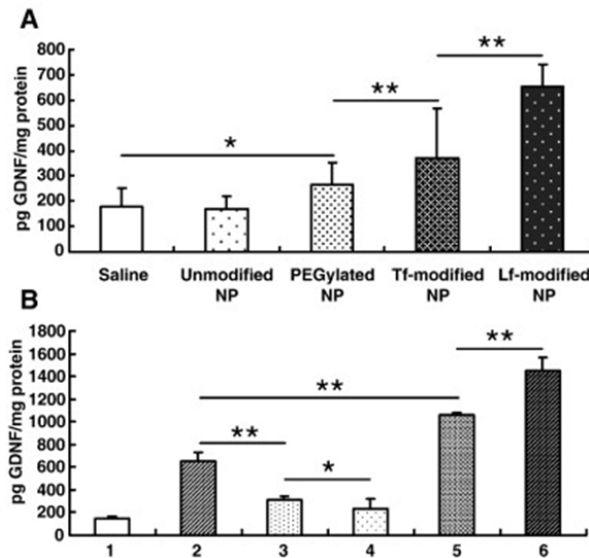 A
pg GDNF/mg protein
800
700
600
500
400
300
200
100
0
*
**
**
Saline
Unmodified NP
PEGylated NP
Tf-modified NP
Lf-modified NP
B
pg GDNF/mg protein
1800
1600
1400
1200
1000
800
600
400
200
0
**
*
**
**
1 2 3 4 5 6